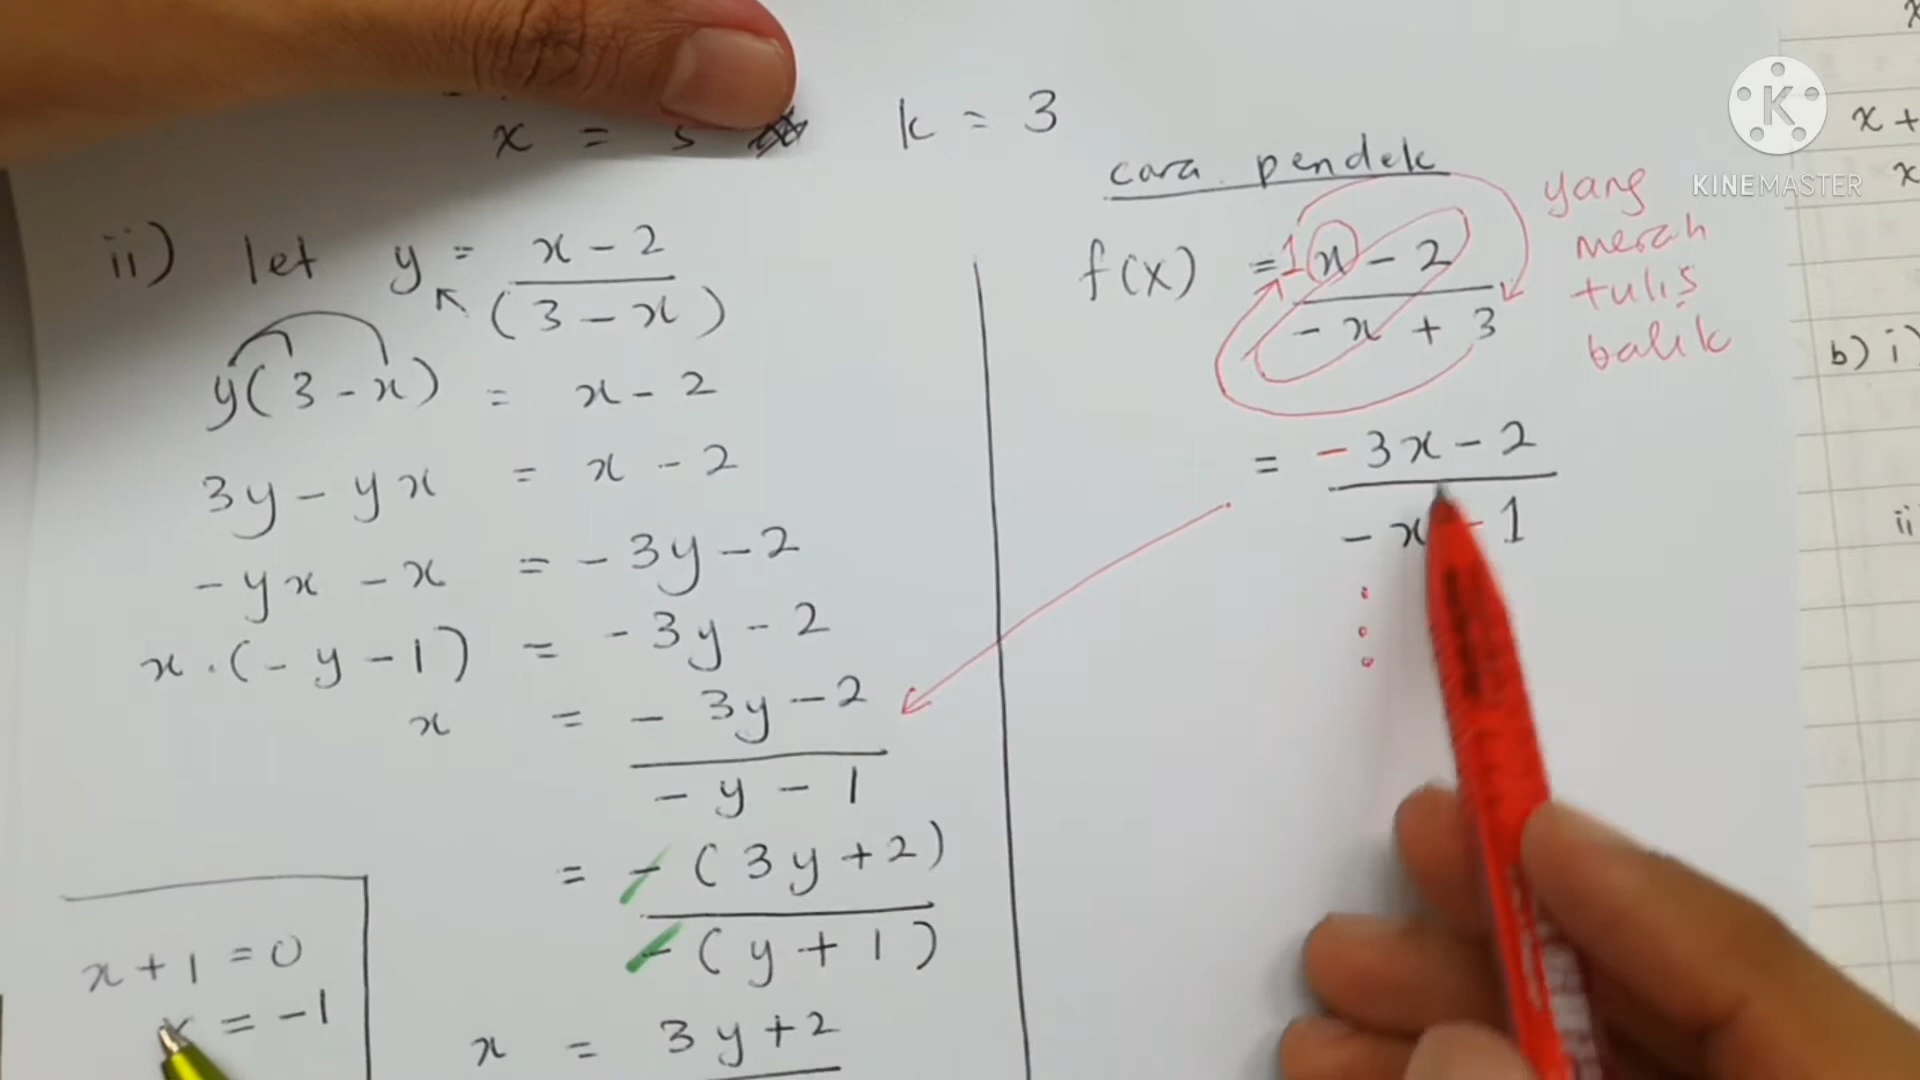 x = 3 k = 3
ii) let y = x - 2
(3 - x)
y(3 - x) = x - 2
3y - yx = x - 2
- yx - x = - 3y - 2
x . (- y - 1) = - 3y - 2
x = - 3y - 2
- y - 1
= - (3y + 2)
- (y + 1)
x = 3y + 2
x + 1 = 0
x = - 1
cara pendek
f(x) = 1x - 2
- x + 3
yang
merah
tulis
balik
= - 3x - 2
- x - 1
KINEMASTER
x +
x
b) i)
ii